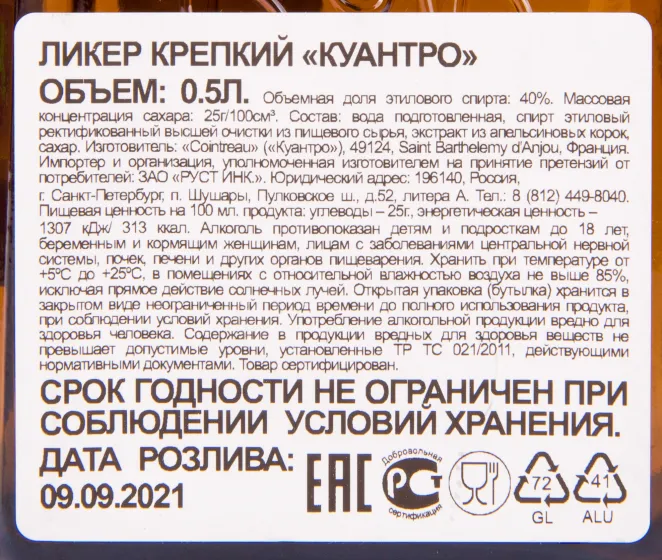 ЛИКЕР КРЕПКИЙ «КУАНТРО»
ОБЪЕМ: 0.5Л. Объемная доля этилового спирта: 40%. Массовая
концентрация сахара: 25г/100см³. Состав: вода подготовленная, спирт этиловый
ректификованный высшей очистки из пищевого сырья, экстракт из апельсиновых корок,
сахар. Изготовитель: «Cointreau» («Куантро»), 49124, Saint Barthelemy d'Anjou, Франция.
Импортер и организация, уполномоченная изготовителем на принятие претензий от
потребителей: ЗАО «РУСТ ИНК.». Юридический адрес: 196140, Россия,
г. Санкт-Петербург, п. Шушары, Пулковское ш., д.52, литера А. Тел.: 8 (812) 449-8040.
Пищевая ценность на 100 мл. продукта: углеводы – 25г., энергетическая ценность –
1307 кДж/ 313 ккал. Алкоголь противопоказан детям и подросткам до 18 лет,
беременным и кормящим женщинам, лицам с заболеваниями центральной нервной
системы, почек, печени и других органов пищеварения. Хранить при температуре от
+5°C до +25°C, в помещениях с относительной влажностью воздуха не выше 85%,
исключая прямое действие солнечных лучей. Открытая упаковка (бутылка) хранится в
закрытом виде неограниченный период времени до полного использования продукта,
при соблюдении условий хранения. Употребление алкогольной продукции вредно для
здоровья человека. Содержание в продукции вредных для здоровья веществ не
превышает допустимые уровни, установленные ТР ТС 021/2011, действующими
нормативными документами. Товар сертифицирован.
СРОК ГОДНОСТИ НЕ ОГРАНИЧЕН ПРИ
СОБЛЮДЕНИИ УСЛОВИЙ ХРАНЕНИЯ.
ДАТА РОЗЛИВА:
09.09.2021
ЕАС
Добровольная
РСТ
сертификация
72
GL
41
ALU